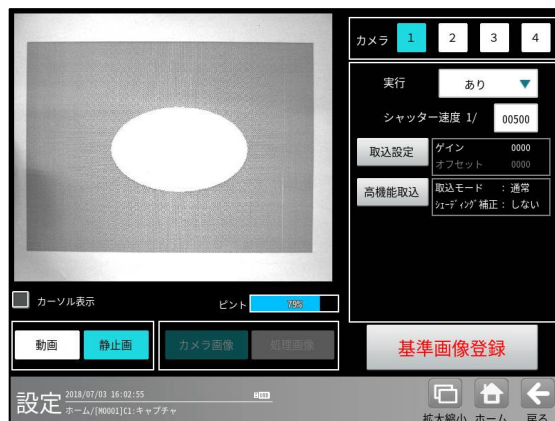 カメラ 1 2 3 4
実行 あり
シャッター速度 1/ 00500
取込設定 ゲイン 0000
オフセット 0000
高機能取込 取込モード : 通常
シェーディング補正 : しない
カーソル表示
ピント 79%
動画 静止画 カメラ画像 処理画像
基準画像登録
設定 2018/07/03 16:02:55
ホーム/[M0001]C1:キャプチャ
拡大縮小 ホーム 戻る